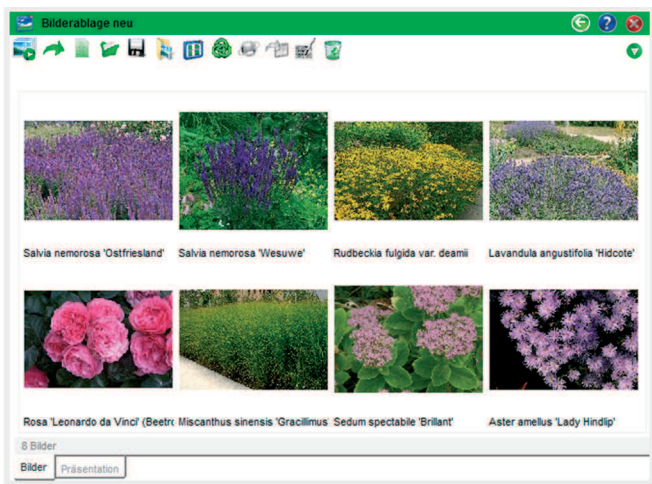 Bilderablage neu
Salvia nemorosa 'Ostfriesland'
Salvia nemorosa 'Wesuwe'
Rudbeckia fulgida var. deamii
Lavandula angustifolia 'Hidcote'
Rosa 'Leonardo da Vinci' (Beetro
Miscanthus sinensis 'Gracillimus'
Sedum spectabile 'Brillant'
Aster amellus 'Lady Hindlip'
8 Bilder
Bilder
Präsentation